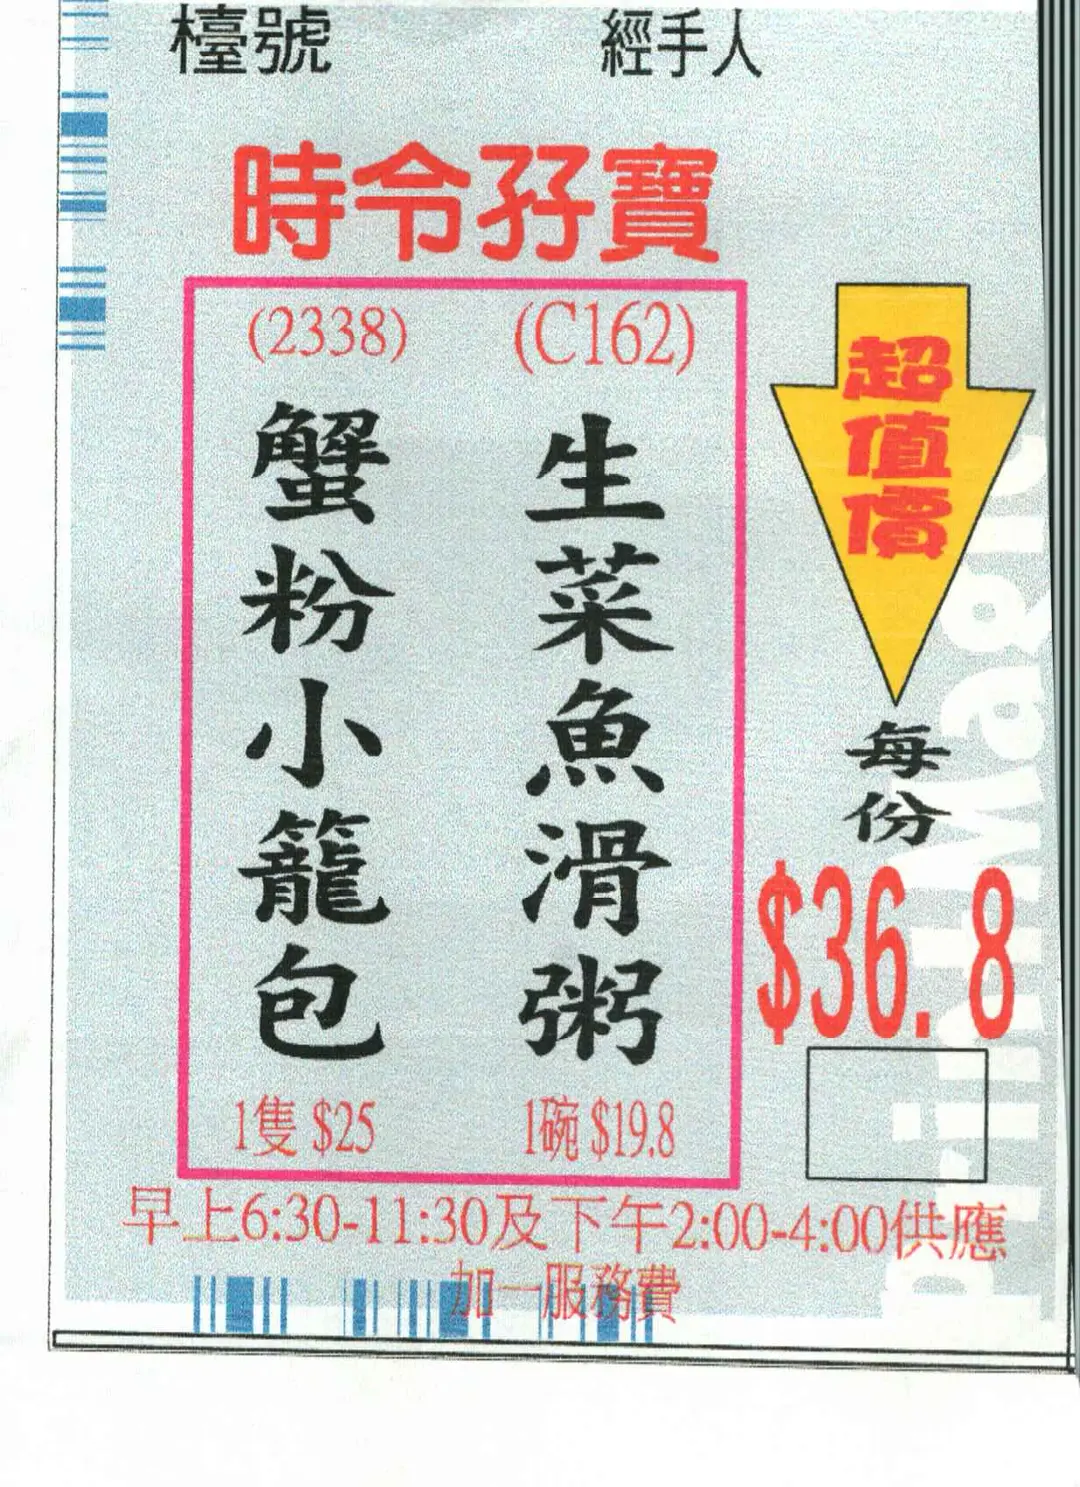 檯號 經手人
時令孖寶
(2338) (C162)
蟹粉小籠包
生菜魚滑粥
1隻 $25 1碗 $19.8
超值價
每份
$36.8
早上6:30-11:30及下午2:00-4:00供應
加一服務費